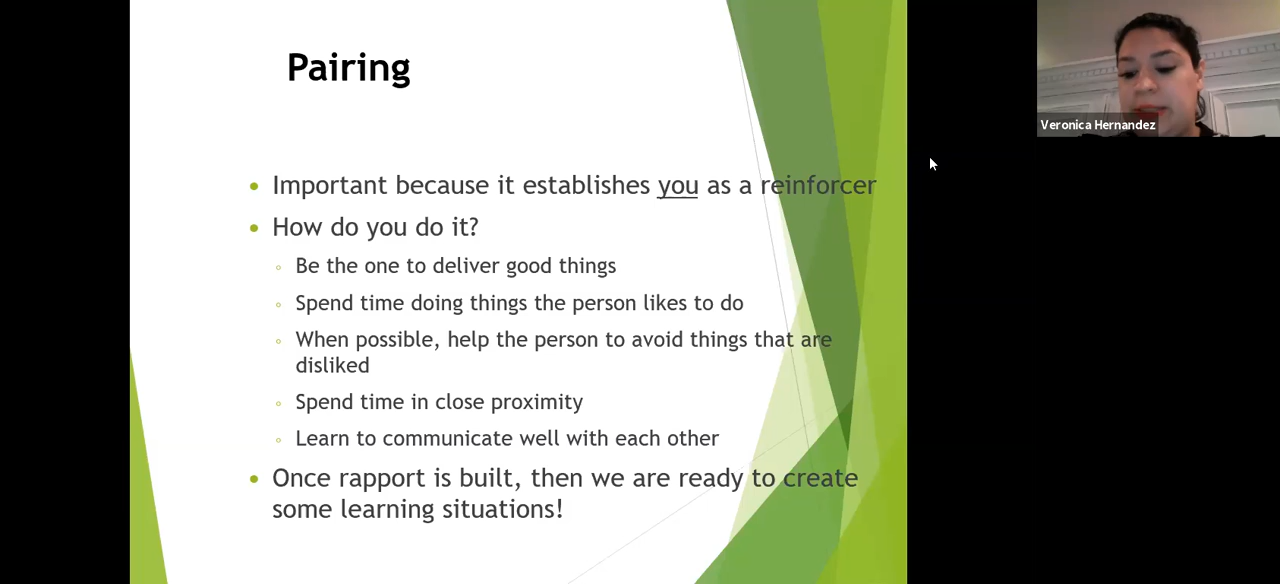 Pairing
Veronica Hernandez
• Important because it establishes you as a reinforcer
• How do you do it?
◦ Be the one to deliver good things
◦ Spend time doing things the person likes to do
◦ When possible, help the person to avoid things that are
disliked
◦ Spend time in close proximity
◦ Learn to communicate well with each other
• Once rapport is built, then we are ready to create
some learning situations!